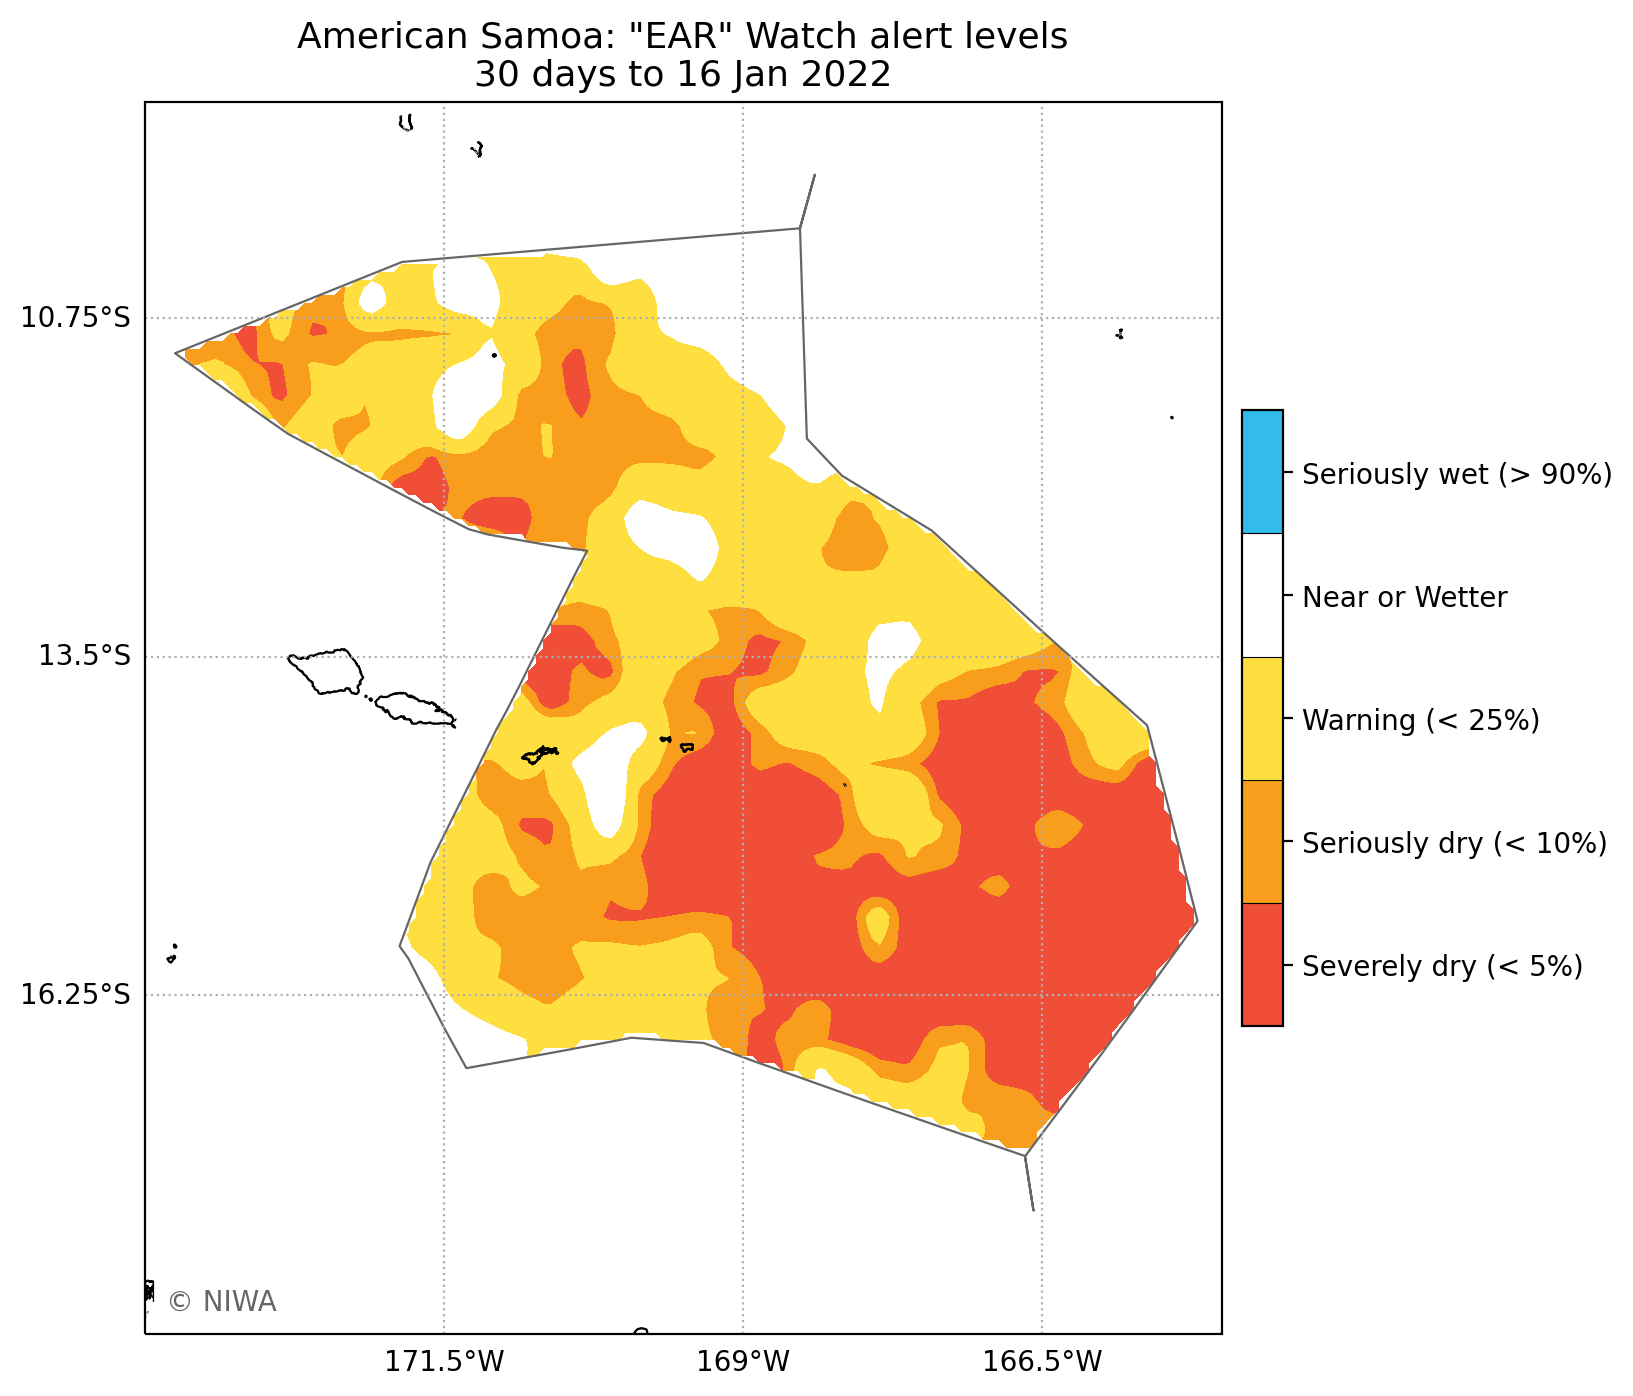 American Samoa: "EAR" Watch alert levels
30 days to 16 Jan 2022
10.75°S
13.5°S
16.25°S
171.5°W
169°W
166.5°W
Seriously wet (> 90%)
Near or Wetter
Warning (< 25%)
Seriously dry (< 10%)
Severely dry (< 5%)
© NIWA